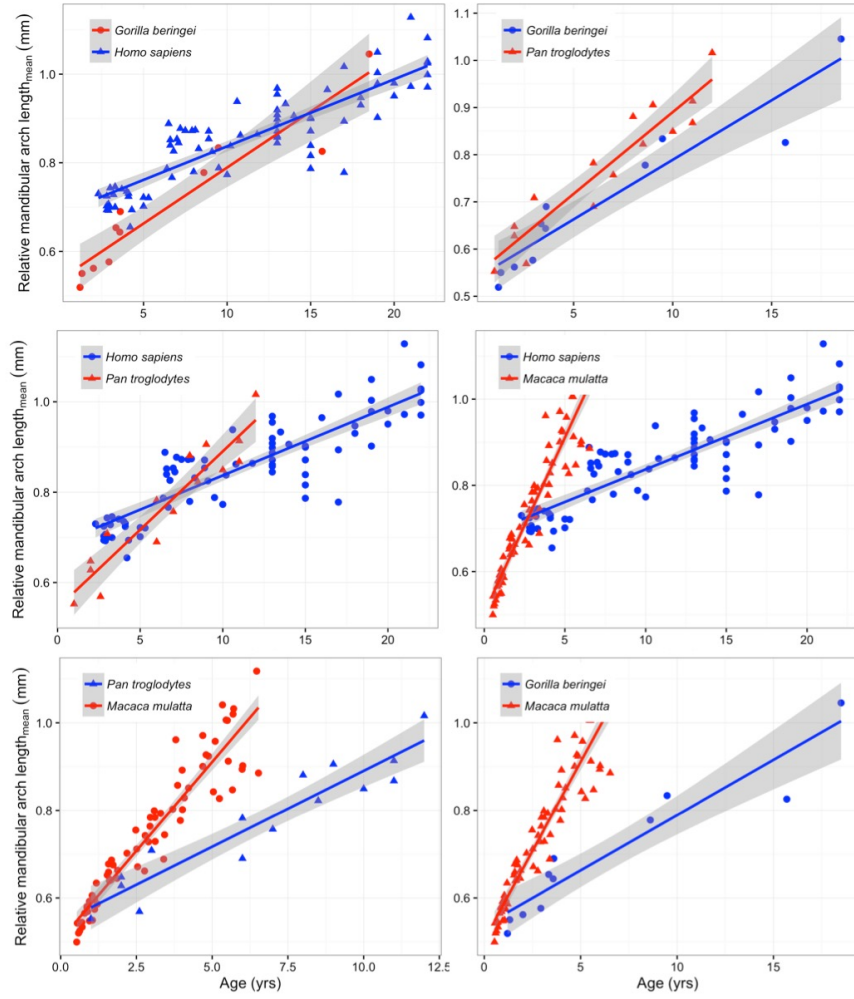 Gorilla beringei
Homo sapiens
Relative mandibular arch lengthmean (mm)
1.0
0.8
0.6
5
10
15
20
Gorilla beringei
Pan troglodytes
1.1
1.0
0.9
0.8
0.7
0.6
0.5
5
10
15
Homo sapiens
Pan troglodytes
Relative mandibular arch lengthmean (mm)
1.0
0.8
0.6
0
5
10
15
20
Homo sapiens
Macaca mulatta
1.0
0.8
0.6
0
5
10
15
20
Pan troglodytes
Macaca mulatta
Relative mandibular arch lengthmean (mm)
1.0
0.8
0.6
0.0
2.5
5.0
7.5
10.0
12.5
Age (yrs)
Gorilla beringei
Macaca mulatta
1.0
0.8
0.6
0
5
10
15
Age (yrs)